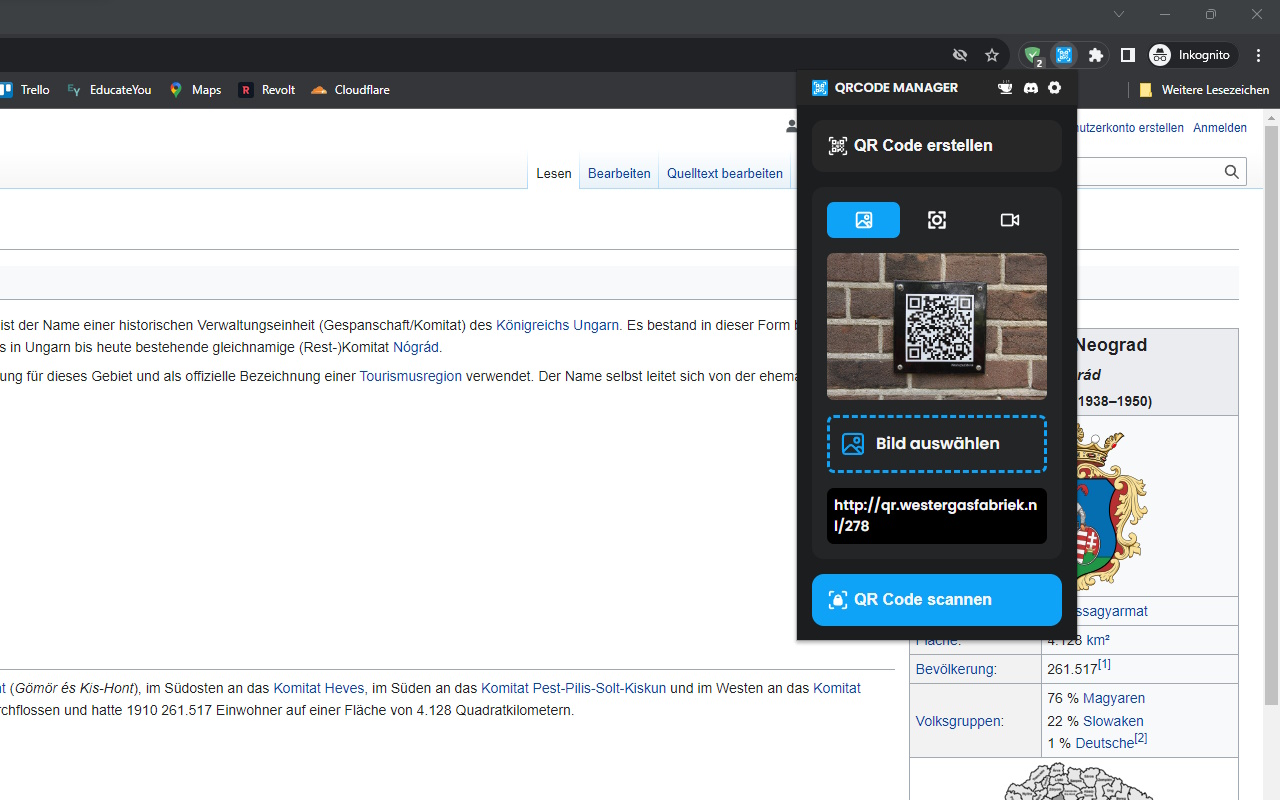 2
Inkognito
Trello
EducateYou
Maps
Revolt
Cloudflare
Weitere Lesezeichen
QRCODE MANAGER
QR Code erstellen
Bild auswählen
http://qr.westergasfabriek.n
l/278
QR Code scannen
nutzerkonto erstellen Anmelden
Lesen Bearbeiten Quelltext bearbeiten
ist der Name einer historischen Verwaltungseinheit (Gespanschaft/Komitat) des Königreichs Ungarn. Es bestand in dieser Form
s in Ungarn bis heute bestehende gleichnamige (Rest-)Komitat Nógrád.
ung für dieses Gebiet und als offizielle Bezeichnung einer Tourismusregion verwendet. Der Name selbst leitet sich von der ehema
Neograd
rád
1938–1950)
ssagyarmat
Fläche: 4.128 km²
Bevölkerung: 261.517[1]
Volksgruppen: 76 % Magyaren
22 % Slowaken
1 % Deutsche[2]
t (Gömör és Kis-Hont), im Südosten an das Komitat Heves, im Süden an das Komitat Pest-Pilis-Solt-Kiskun und im Westen an das Komitat
rchflossen und hatte 1910 261.517 Einwohner auf einer Fläche von 4.128 Quadratkilometern.